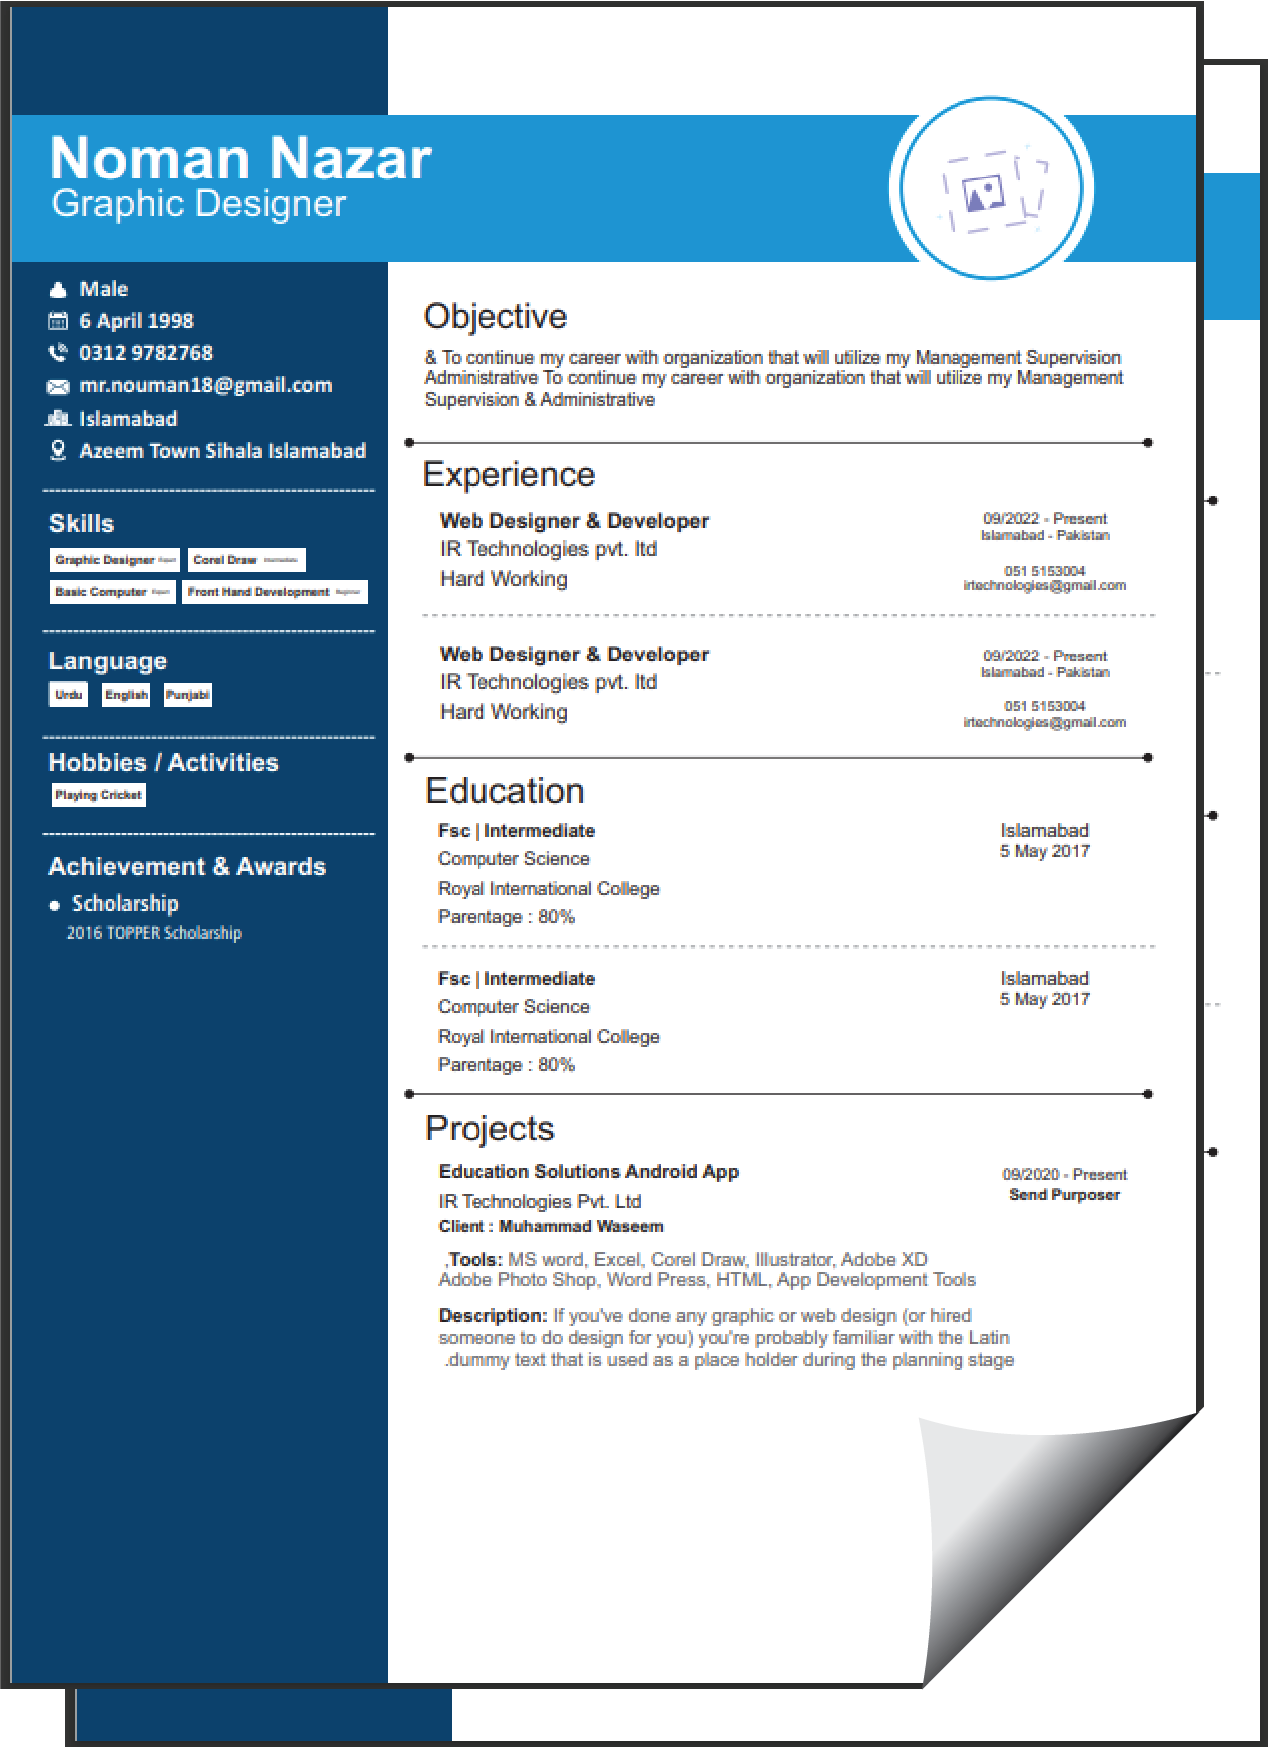 Noman Nazar
Graphic Designer
Male
6 April 1998
0312 9782768
mr.nouman18@gmail.com
Islamabad
Azeem Town Sihala Islamabad
Skills
Graphic Designer Expert Corel Draw Intermediate
Basic Computer Expert Front Hand Development Beginner
Language
Urdu English Punjabi
Hobbies / Activities
Playing Cricket
Achievement & Awards
Scholarship
2016 TOPPER Scholarship
Objective
& To continue my career with organization that will utilize my Management Supervision
Administrative To continue my career with organization that will utilize my Management
Supervision & Administrative
Experience
Web Designer & Developer
IR Technologies pvt. ltd
Hard Working
09/2022 - Present
Islamabad - Pakistan
051 5153004
irtechnologies@gmail.com
Web Designer & Developer
IR Technologies pvt. ltd
Hard Working
09/2022 - Present
Islamabad - Pakistan
051 5153004
irtechnologies@gmail.com
Education
Fsc | Intermediate
Computer Science
Royal International College
Parentage : 80%
Islamabad
5 May 2017
Fsc | Intermediate
Computer Science
Royal International College
Parentage : 80%
Islamabad
5 May 2017
Projects
Education Solutions Android App
IR Technologies Pvt. Ltd
Client : Muhammad Waseem
09/2020 - Present
Send Purposer
,Tools: MS word, Excel, Corel Draw, Illustrator, Adobe XD
Adobe Photo Shop, Word Press, HTML, App Development Tools
Description: If you've done any graphic or web design (or hired
someone to do design for you) you're probably familiar with the Latin
.dummy text that is used as a place holder during the planning stage